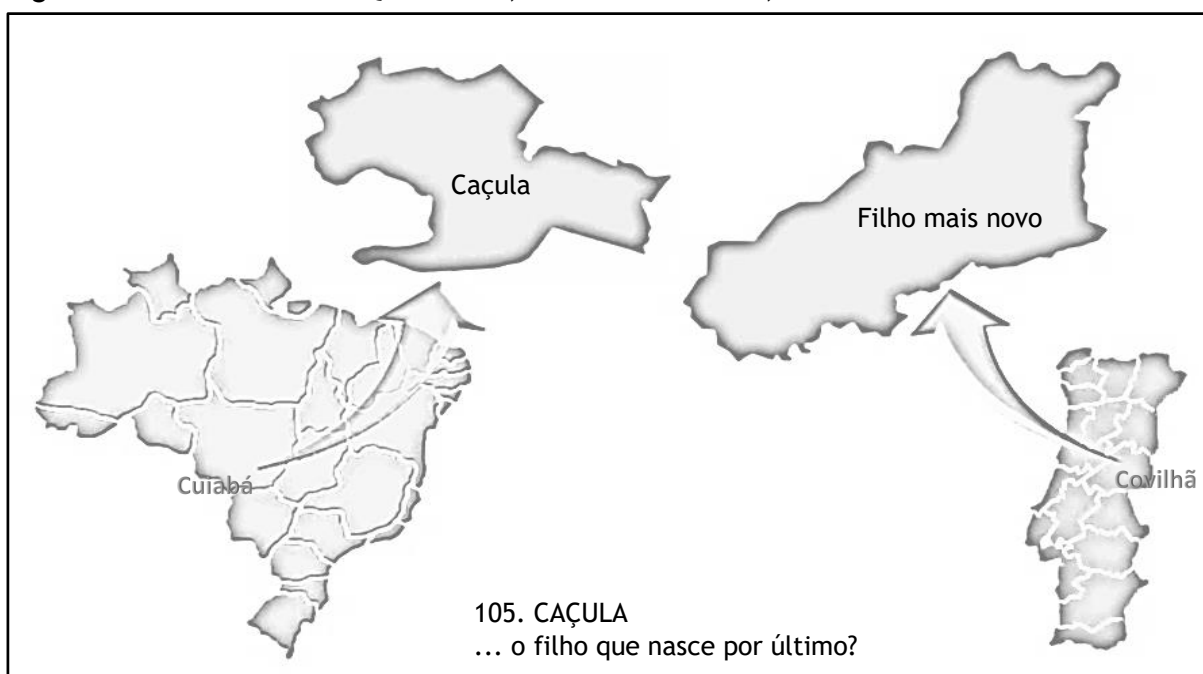 Caçula
Filho mais novo
Cuiabá
Covilhã
105. CAÇULA
... o filho que nasce por último?